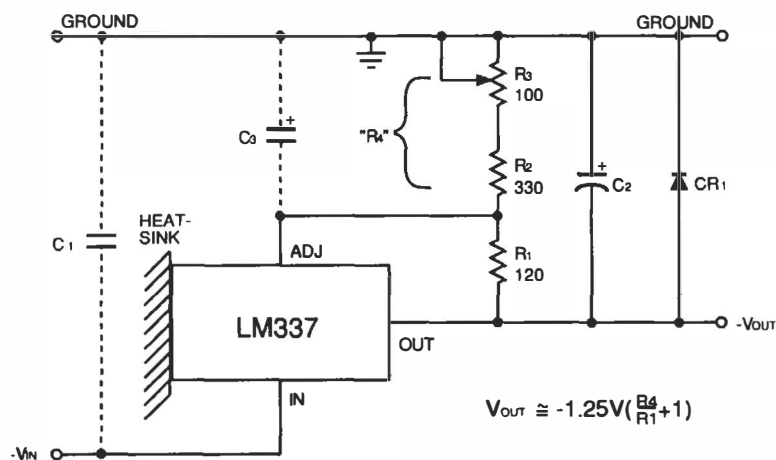 GROUND
GROUND
R3
100
C3
+
"R4"
R2
330
+
C2
CR1
C1
HEAT-
SINK
ADJ
R1
120
LM337
OUT
-VOUT
IN
VOUT ≅ -1.25V(R4/R1+1)
-VIN